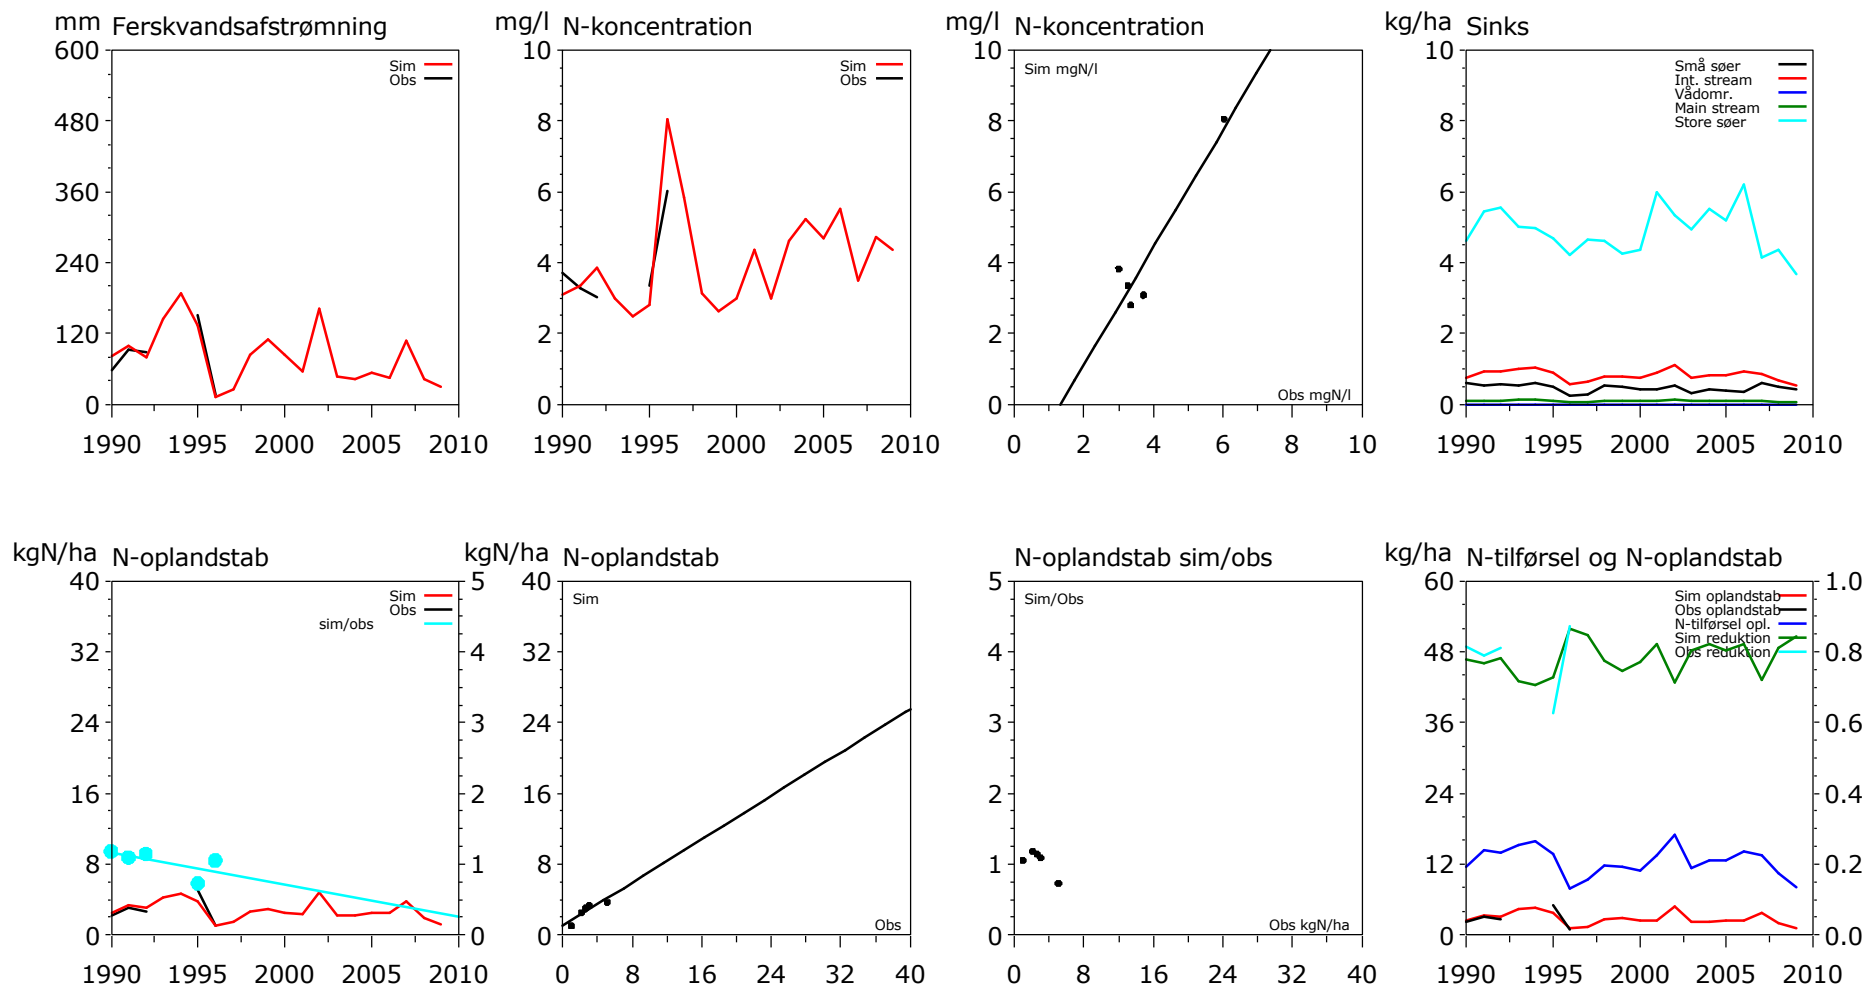 mm Ferskvandsafstrømning
600
480
360
240
120
0
Sim
Obs
1990 1995 2000 2005 2010
mg/l N-koncentration
10
8
6
4
2
0
Sim
Obs
1990 1995 2000 2005 2010
mg/l N-koncentration
10
8
6
4
2
0
Sim mgN/l
Obs mgN/l
0 2 4 6 8 10
kg/ha Sinks
10
8
6
4
2
0
Små søer
Int. stream
Vådomr.
Main stream
Store søer
1990 1995 2000 2005 2010
kgN/ha N-oplandstab
40
32
24
16
8
0
Sim
Obs
sim/obs
5
4
3
2
1
0
1990 1995 2000 2005 2010
kgN/ha N-oplandstab
40
32
24
16
8
0
Sim
Obs
0 8 16 24 32 40
N-oplandstab sim/obs
5
4
3
2
1
0
Sim/Obs
Obs kgN/ha
0 8 16 24 32 40
kg/ha N-tilførsel og N-oplandstab
60
48
36
24
12
0
Sim oplandstab
Obs oplandstab
N-tilførsel opl.
Sim reduktion
Obs reduktion
1.0
0.8
0.6
0.4
0.2
0.0
1990 1995 2000 2005 2010